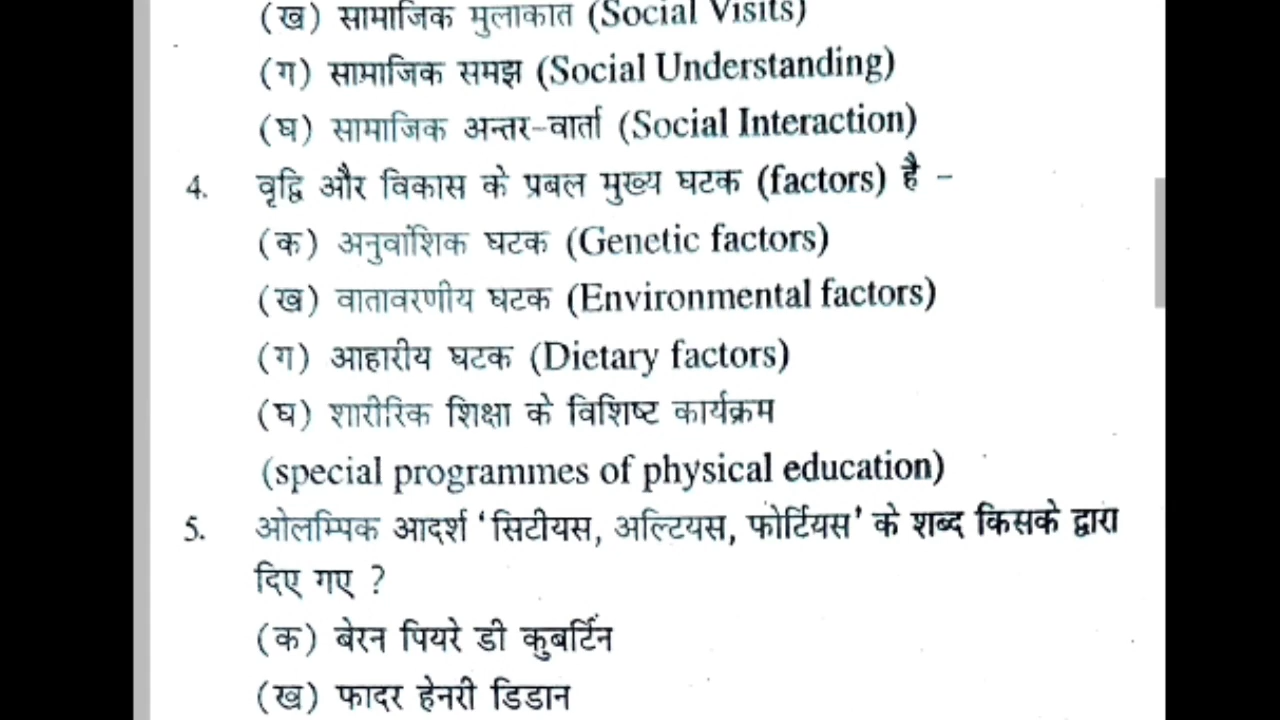 (ख) सामाजिक मुलाकात (Social Visits)
(ग) सामाजिक समझ (Social Understanding)
(घ) सामाजिक अन्तर-वार्ता (Social Interaction)
4. वृद्धि और विकास के प्रबल मुख्य घटक (factors) है -
(क) अनुवांशिक घटक (Genetic factors)
(ख) वातावरणीय घटक (Environmental factors)
(ग) आहारीय घटक (Dietary factors)
(घ) शारीरिक शिक्षा के विशिष्ट कार्यक्रम
(special programmes of physical education)
5. ओलम्पिक आदर्श 'सिटीयस, अल्टियस, फोर्टियस' के शब्द किसके द्वारा
दिए गए ?
(क) बेरन पियरे डी कुबर्टिन
(ख) फादर हेनरी डिडान